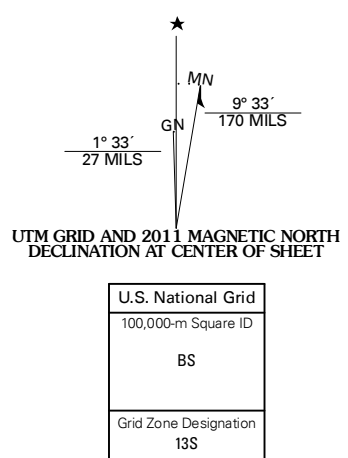 ★
MN
GN
9° 33´
170 MILS
1° 33´
27 MILS
UTM GRID AND 2011 MAGNETIC NORTH
DECLINATION AT CENTER OF SHEET
U.S. National Grid
100,000-m Square ID
BS
Grid Zone Designation
13S